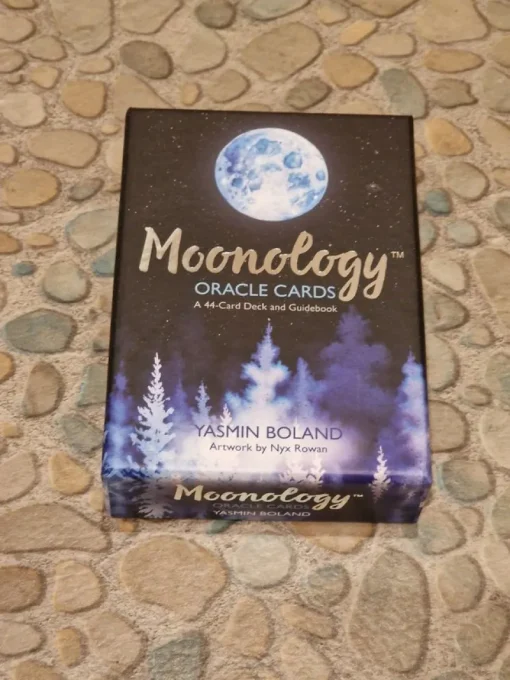 Moonology™
ORACLE CARDS
A 44-Card Deck and Guidebook
YASMIN BOLAND
Artwork by Nyx Rowan
Moonology™
ORACLE CARDS
YASMIN BOLAND